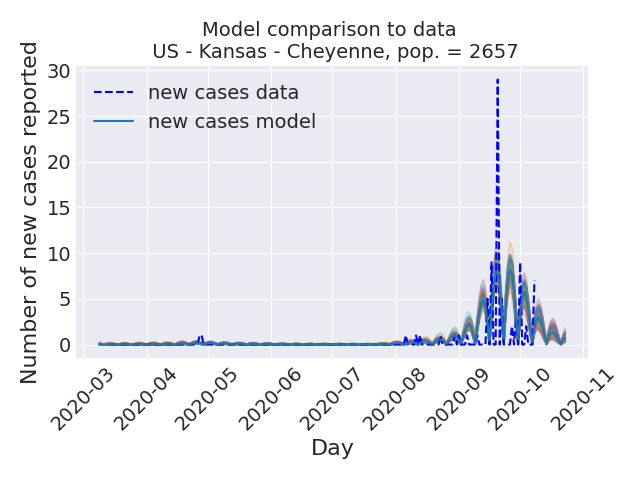 Model comparison to data
US - Kansas - Cheyenne, pop. = 2657
Number of new cases reported
30
25
20
15
10
5
0
new cases data
new cases model
2020-03
2020-04
2020-05
2020-06
2020-07
2020-08
2020-09
2020-10
2020-11
Day